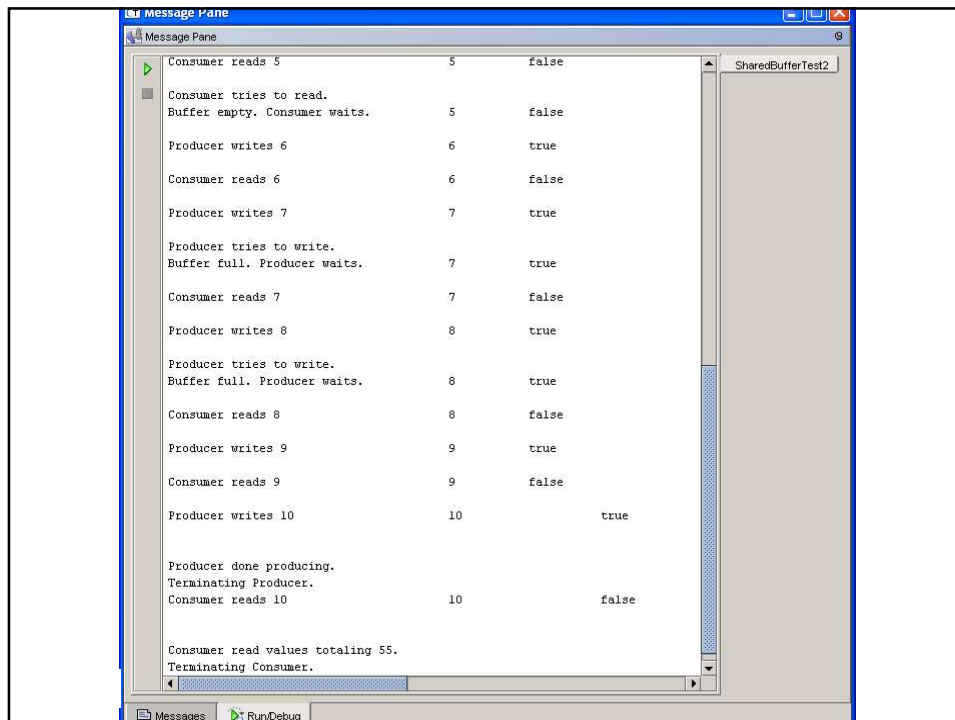 Message Pane
Message Pane
SharedBufferTest2
Consumer reads 5 5 false
Consumer tries to read.
Buffer empty. Consumer waits. 5 false
Producer writes 6 6 true
Consumer reads 6 6 false
Producer writes 7 7 true
Producer tries to write.
Buffer full. Producer waits. 7 true
Consumer reads 7 7 false
Producer writes 8 8 true
Producer tries to write.
Buffer full. Producer waits. 8 true
Consumer reads 8 8 false
Producer writes 9 9 true
Consumer reads 9 9 false
Producer writes 10 10 true
Producer done producing.
Terminating Producer.
Consumer reads 10 10 false
Consumer read values totaling 55.
Terminating Consumer.
Messages Run/Debug